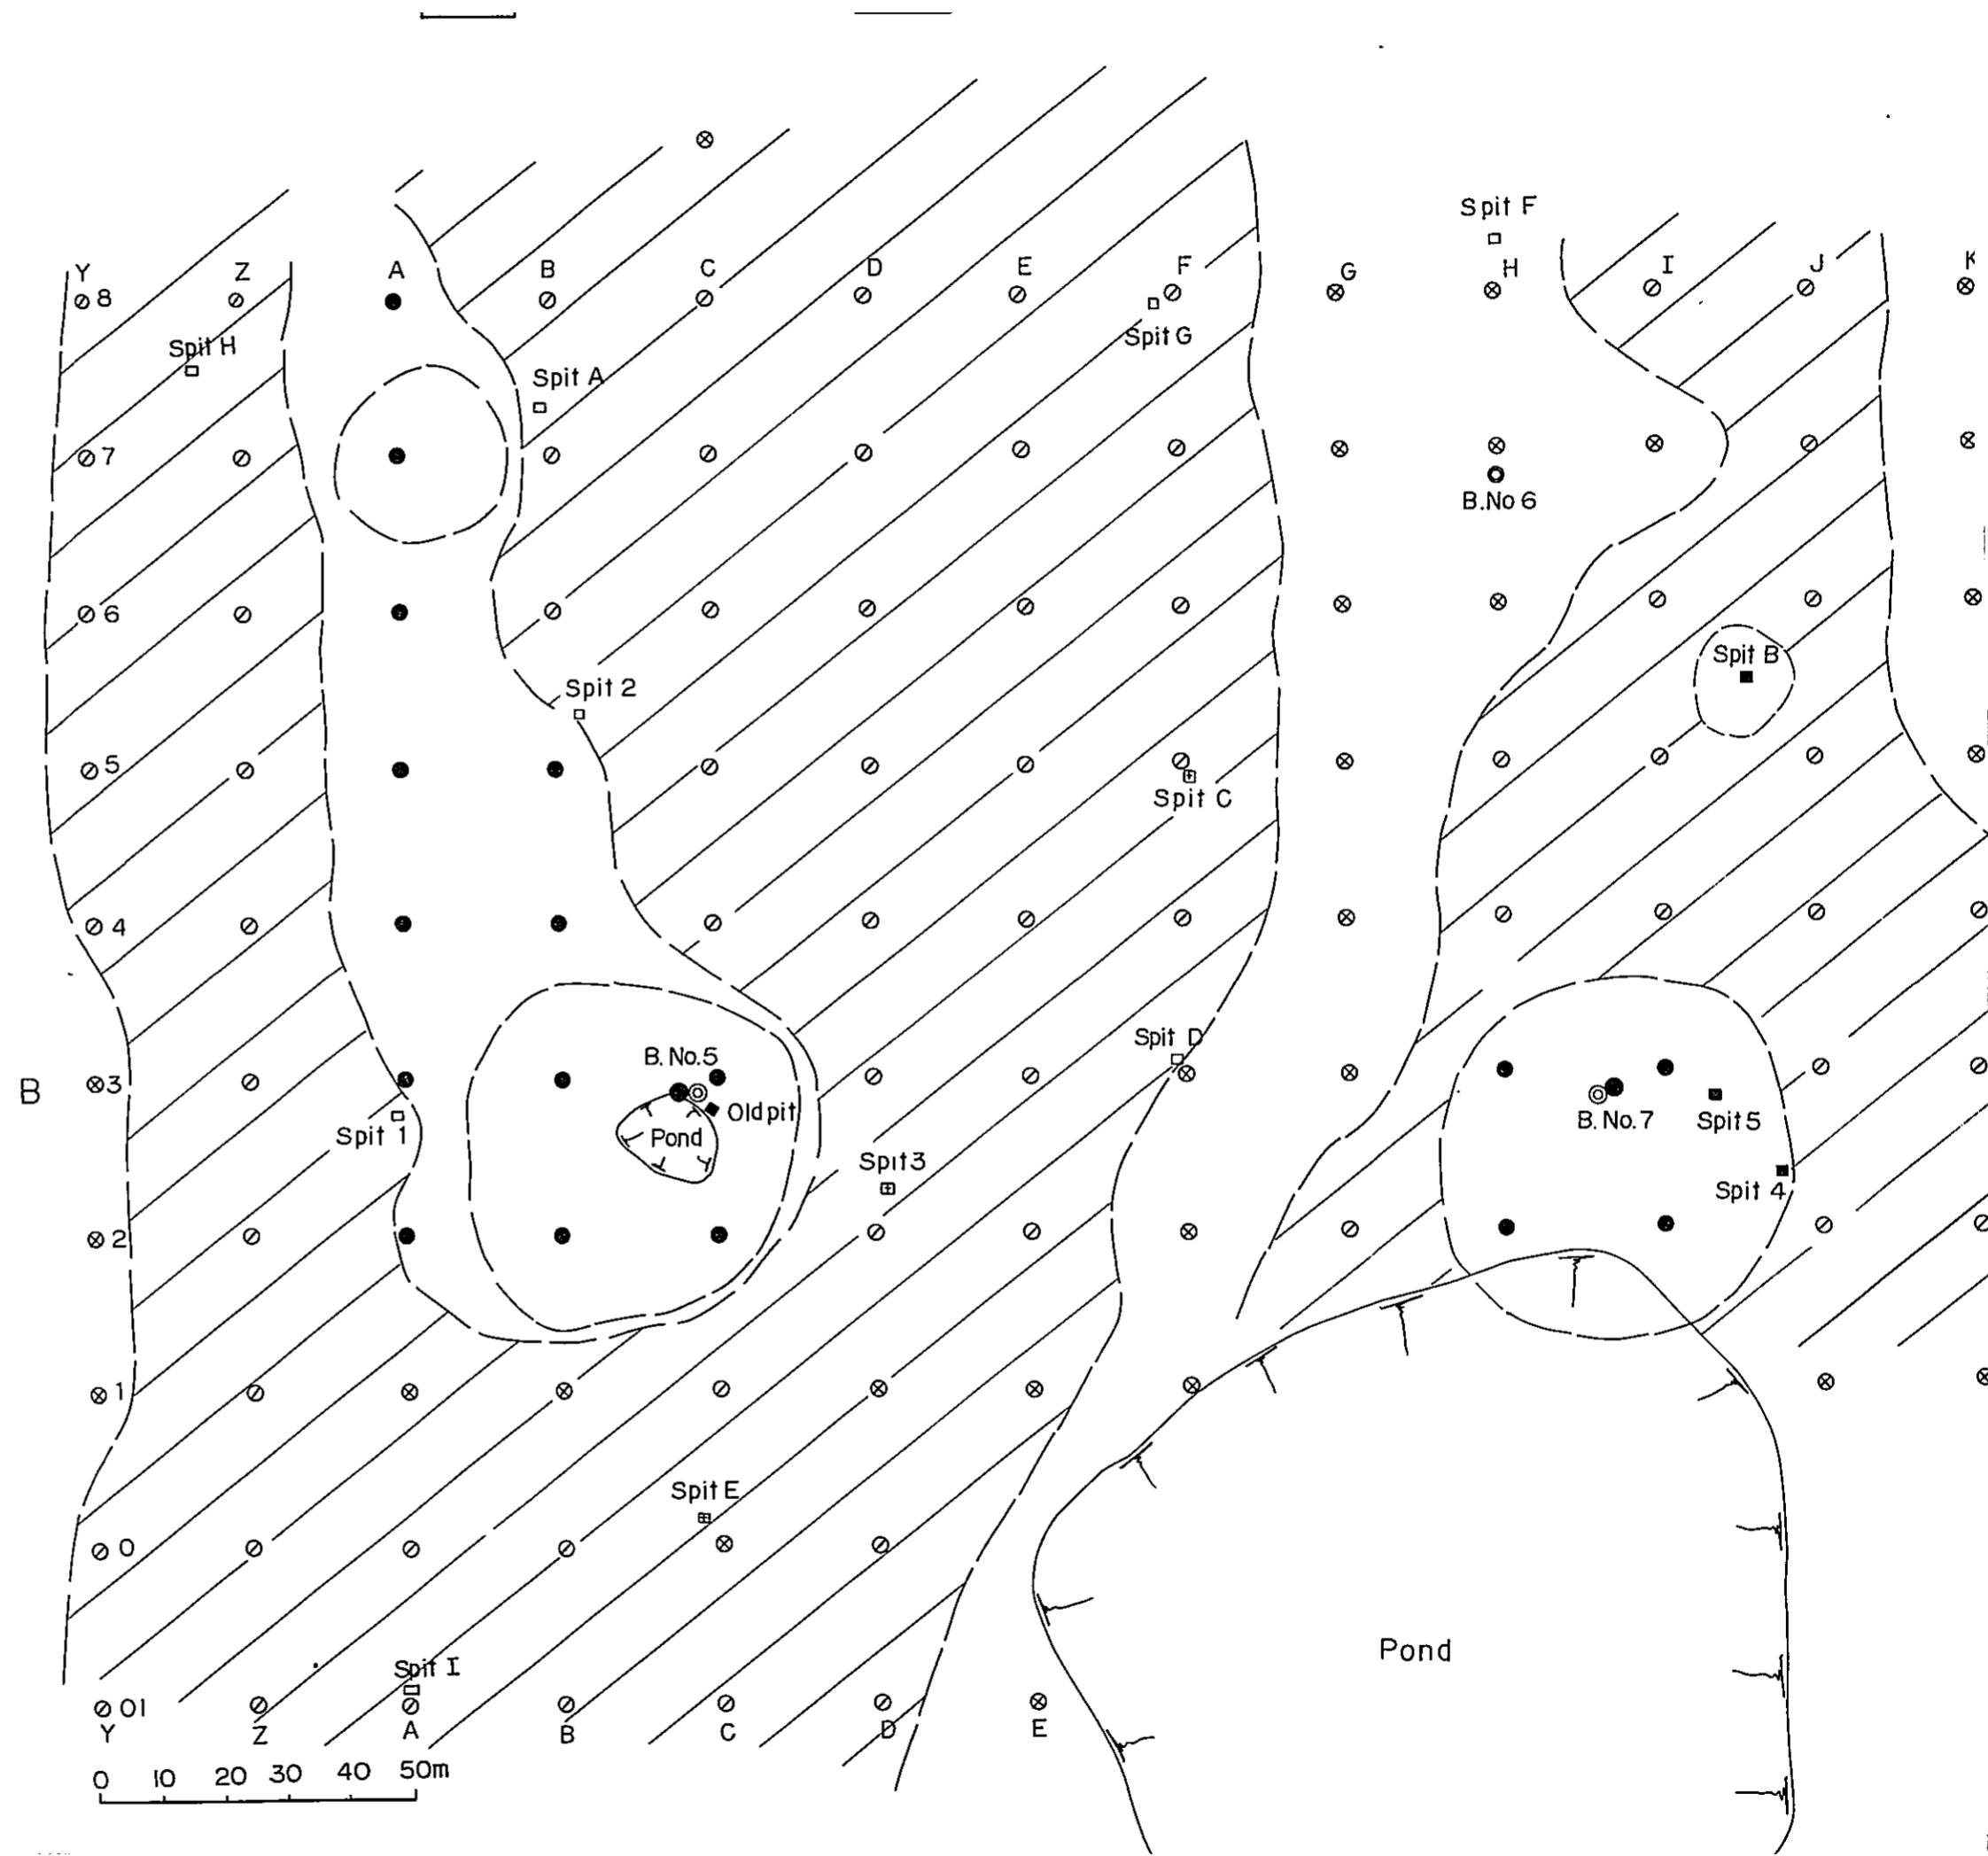 Spit F
Y Z A B C D E F G H I J K
8
Spit H
Spit G
Spit A
7
B.No 6
6
Spit B
Spit 2
5
Spit C
4
Spit D
B. No. 5
B 3
Old pit
B. No. 7 Spit 5
Spit 1
Pond
Spit 3
Spit 4
2
1
Spit E
0
Pond
Spit I
01
Y Z A B C D E
0 10 20 30 40 50m